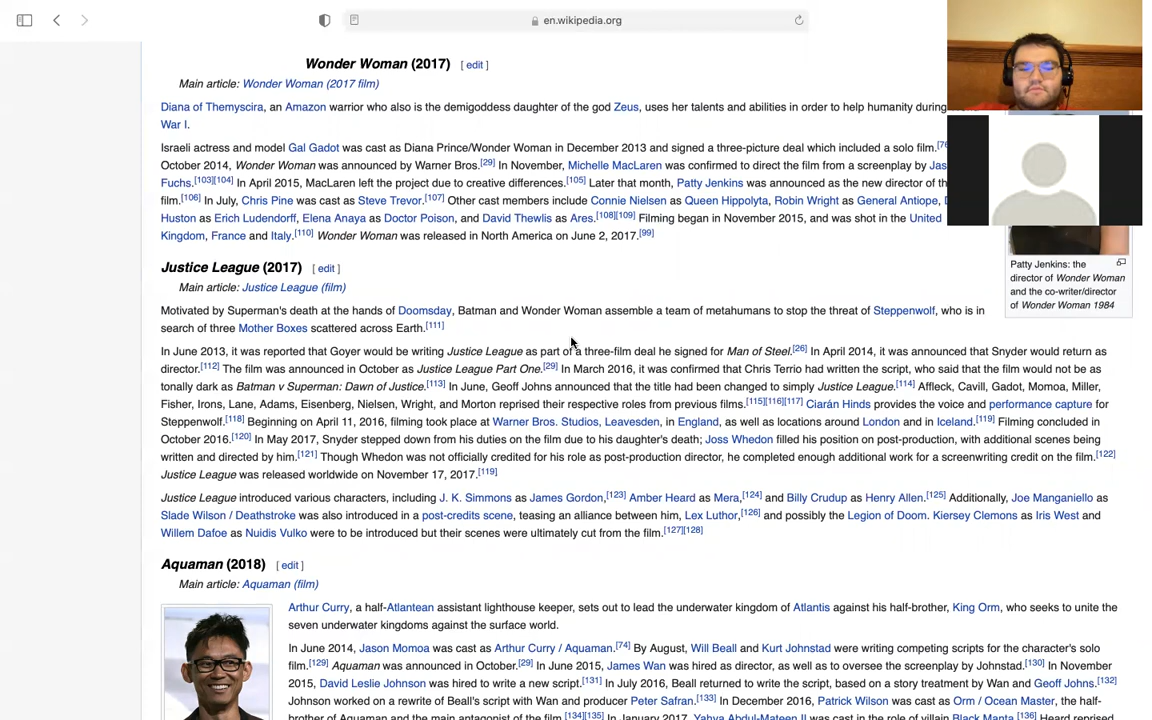 en.wikipedia.org
Wonder Woman (2017) [ edit ]
Main article: Wonder Woman (2017 film)
Diana of Themyscira, an Amazon warrior who also is the demigoddess daughter of the god Zeus, uses her talents and abilities in order to help humanity during
War I.
Israeli actress and model Gal Gadot was cast as Diana Prince/Wonder Woman in December 2013 and signed a three-picture deal which included a solo film.
October 2014, Wonder Woman was announced by Warner Bros.[29] In November, Michelle MacLaren was confirmed to direct the film from a screenplay by
Fuchs.[103][104] In April 2015, MacLaren left the project due to creative differences.[105] Later that month, Patty Jenkins was announced as the new director of
film.[106] In July, Chris Pine was cast as Steve Trevor.[107] Other cast members include Connie Nielsen as Queen Hippolyta, Robin Wright as General Antiope,
Huston as Erich Ludendorff, Elena Anaya as Doctor Poison, and David Thewlis as Ares.[108][109] Filming began in November 2015, and was shot in the United
Kingdom, France and Italy.[110] Wonder Woman was released in North America on June 2, 2017.[99]
Patty Jenkins: the
director of Wonder Woman
and the co-writer/director
of Wonder Woman 1984
Justice League (2017) [ edit ]
Main article: Justice League (film)
Motivated by Superman's death at the hands of Doomsday, Batman and Wonder Woman assemble a team of metahumans to stop the threat of Steppenwolf, who is in
search of three Mother Boxes scattered across Earth.[111]
In June 2013, it was reported that Goyer would be writing Justice League as part of a three-film deal he signed for Man of Steel.[26] In April 2014, it was announced that Snyder would return as
director.[112] The film was announced in October as Justice League Part One.[29] In March 2016, it was confirmed that Chris Terrio had written the script, who said that the film would not be as
tonally dark as Batman v Superman: Dawn of Justice.[113] In June, Geoff Johns announced that the title had been changed to simply Justice League.[114] Affleck, Cavill, Gadot, Momoa, Miller,
Fisher, Irons, Lane, Adams, Eisenberg, Nielsen, Wright, and Morton reprised their respective roles from previous films.[115][116][117] Ciarán Hinds provides the voice and performance capture for
Steppenwolf.[118] Beginning on April 11, 2016, filming took place at Warner Bros. Studios, Leavesden, in England, as well as locations around London and in Iceland.[119] Filming concluded in
October 2016.[120] In May 2017, Snyder stepped down from his duties on the film due to his daughter's death; Joss Whedon filled his position on post-production, with additional scenes being
written and directed by him.[121] Though Whedon was not officially credited for his role as post-production director, he completed enough additional work for a screenwriting credit on the film.[122]
Justice League was released worldwide on November 17, 2017.[119]
Justice League introduced various characters, including J. K. Simmons as James Gordon,[123] Amber Heard as Mera,[124] and Billy Crudup as Henry Allen.[125] Additionally, Joe Manganiello as
Slade Wilson / Deathstroke was also introduced in a post-credits scene, teasing an alliance between him, Lex Luthor,[126] and possibly the Legion of Doom. Kiersey Clemons as Iris West and
Willem Dafoe as Nuidis Vulko were to be introduced but their scenes were ultimately cut from the film.[127][128]
Aquaman (2018) [ edit ]
Main article: Aquaman (film)
Arthur Curry, a half-Atlantean assistant lighthouse keeper, sets out to lead the underwater kingdom of Atlantis against his half-brother, King Orm, who seeks to unite the
seven underwater kingdoms against the surface world.
In June 2014, Jason Momoa was cast as Arthur Curry / Aquaman.[74] By August, Will Beall and Kurt Johnstad were writing competing scripts for the character's solo
film.[129] Aquaman was announced in October.[29] In June 2015, James Wan was hired as director, as well as to oversee the screenplay by Johnstad.[130] In November
2015, David Leslie Johnson was hired to write a new script.[131] In July 2016, Beall returned to write the script, based on a story treatment by Wan and Geoff Johns.[132]
Johnson worked on a rewrite of Beall's script with Wan and producer Peter Safran.[133] In December 2016, Patrick Wilson was cast as Orm / Ocean Master, the half-
brother of Aquaman and the main antagonist of the film.[134][135] In January 2017, Yahya Abdul-Mateen II was cast in the role of villain Black Manta.[136] Heard reprised